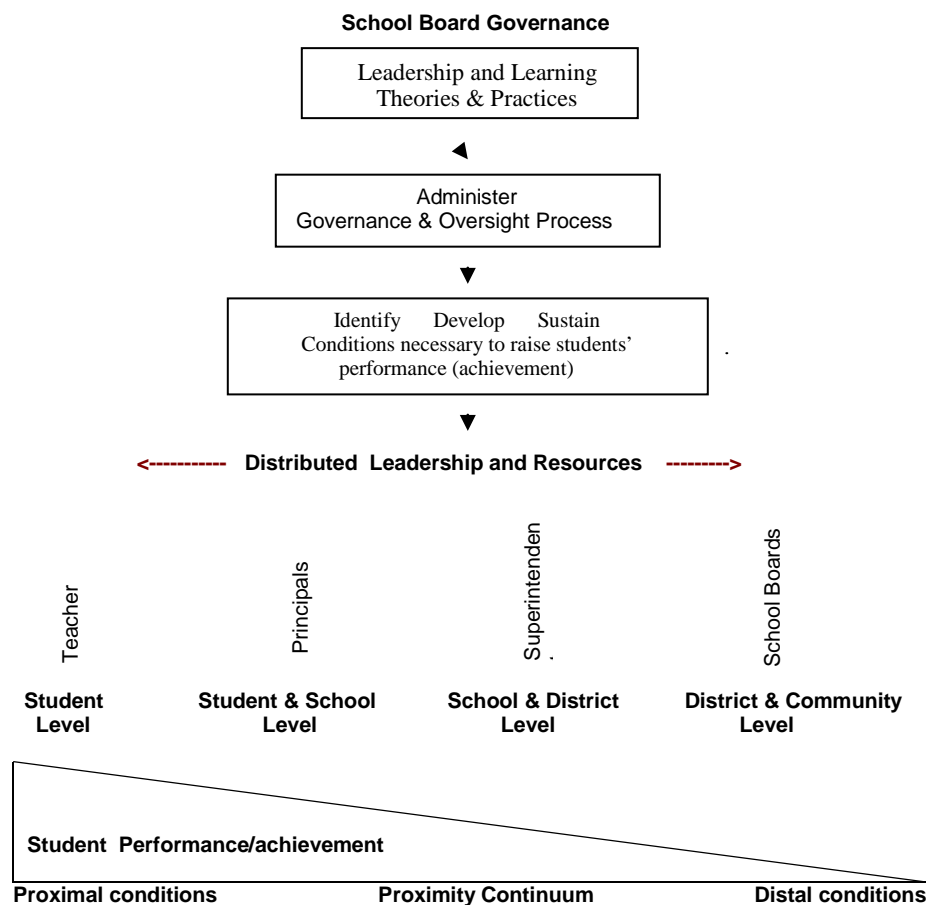 School Board Governance
Leadership and Learning
Theories & Practices
Administer
Governance & Oversight Process
Identify Develop Sustain
Conditions necessary to raise students’
performance (achievement)
.
<----------- Distributed Leadership and Resources --------->
Teacher
Principals
Superintenden
.
School Boards
Student
Level
Student & School
Level
School & District
Level
District & Community
Level
Student Performance/achievement
Proximal conditions Proximity Continuum Distal conditions